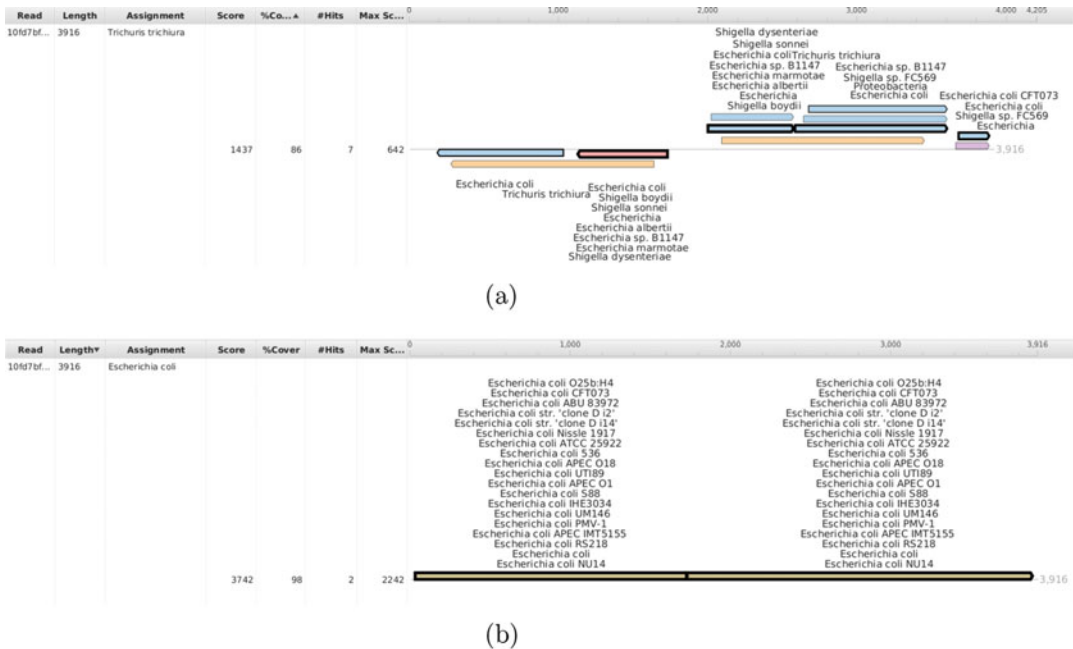 Read Length Assignment Score %Co...▲ #Hits Max Sc... 0 1,000 2,000 3,000 4,000 4,205
10fd7bf... 3916 Trichuris trichiura
Shigella dysenteriae
Shigella sonnei
Escherichia coli Trichuris trichiura
Escherichia sp. B1147 Escherichia sp. B1147
Escherichia marmotae Shigella sp. FC569
Escherichia albertii Proteobacteria
Escherichia Escherichia coli Escherichia coli CFT073
Shigella boydii Escherichia coli
Shigella sp. FC569
Escherichia
1437 86 7 642 3,916
Escherichia coli Escherichia coli
Trichuris trichiura Shigella boydii
Shigella sonnei
Escherichia
Escherichia albertii
Escherichia sp. B1147
Escherichia marmotae
Shigella dysenteriae
(a)
Read Length▼ Assignment Score %Cover #Hits Max Sc... 0 1,000 2,000 3,000 3,916
10fd7bf... 3916 Escherichia coli
Escherichia coli O25b:H4 Escherichia coli O25b:H4
Escherichia coli CFT073 Escherichia coli CFT073
Escherichia coli ABU 83972 Escherichia coli ABU 83972
Escherichia coli str. 'clone D i2' Escherichia coli str. 'clone D i2'
Escherichia coli str. 'clone D i14' Escherichia coli str. 'clone D i14'
Escherichia coli Nissle 1917 Escherichia coli Nissle 1917
Escherichia coli ATCC 25922 Escherichia coli ATCC 25922
Escherichia coli 536 Escherichia coli 536
Escherichia coli APEC O18 Escherichia coli APEC O18
Escherichia coli UTI89 Escherichia coli UTI89
Escherichia coli APEC O1 Escherichia coli APEC O1
Escherichia coli S88 Escherichia coli S88
Escherichia coli IHE3034 Escherichia coli IHE3034
Escherichia coli UM146 Escherichia coli UM146
Escherichia coli PMV-1 Escherichia coli PMV-1
Escherichia coli APEC IMT5155 Escherichia coli APEC IMT5155
Escherichia coli RS218 Escherichia coli RS218
Escherichia coli Escherichia coli
Escherichia coli NU14 Escherichia coli NU14
3742 98 2 2242 3,916
(b)